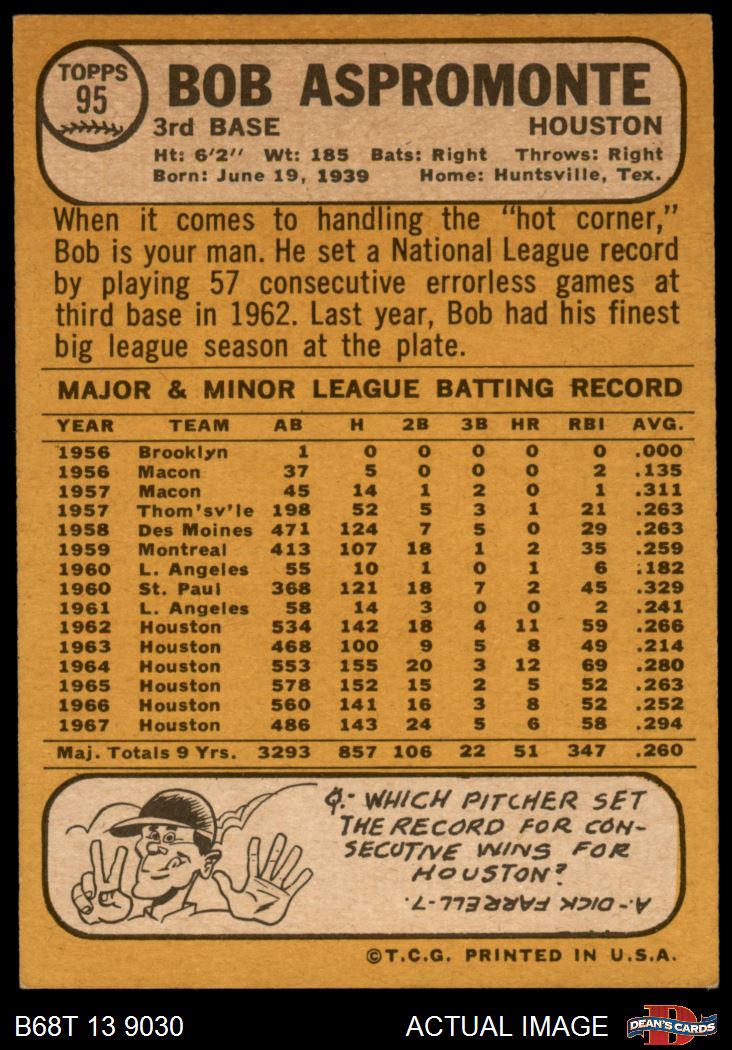 TOPPS
95
BOB ASPROMONTE
3rd BASE HOUSTON
Ht: 6'2" Wt: 185 Bats: Right Throws: Right
Born: June 19, 1939 Home: Huntsville, Tex.
When it comes to handling the "hot corner,"
Bob is your man. He set a National League record
by playing 57 consecutive errorless games at
third base in 1962. Last year, Bob had his finest
big league season at the plate.
MAJOR & MINOR LEAGUE BATTING RECORD
YEAR TEAM AB H 2B 3B HR RBI AVG.
1956 Brooklyn 1 0 0 0 0 0 .000
1956 Macon 37 5 0 0 0 2 .135
1957 Macon 45 14 1 2 0 1 .311
1957 Thom'sv'le 198 52 5 3 1 21 .263
1958 Des Moines 471 124 7 5 0 29 .263
1959 Montreal 413 107 18 1 2 35 .259
1960 L. Angeles 55 10 1 0 1 6 .182
1960 St. Paul 368 121 18 7 2 45 .329
1961 L. Angeles 58 14 3 0 0 2 .241
1962 Houston 534 142 18 4 11 59 .266
1963 Houston 468 100 9 5 8 49 .214
1964 Houston 553 155 20 3 12 69 .280
1965 Houston 578 152 15 2 5 52 .263
1966 Houston 560 141 16 3 8 52 .252
1967 Houston 486 143 24 5 6 58 .294
Maj. Totals 9 Yrs. 3293 857 106 22 51 347 .260
Q.- WHICH PITCHER SET
THE RECORD FOR CON-
SECUTIVE WINS FOR
HOUSTON?
A.- DICK FARRELL-7.
©T.C.G. PRINTED IN U.S.A.
B68T 13 9030 ACTUAL IMAGE
D
DEAN'S CARDS